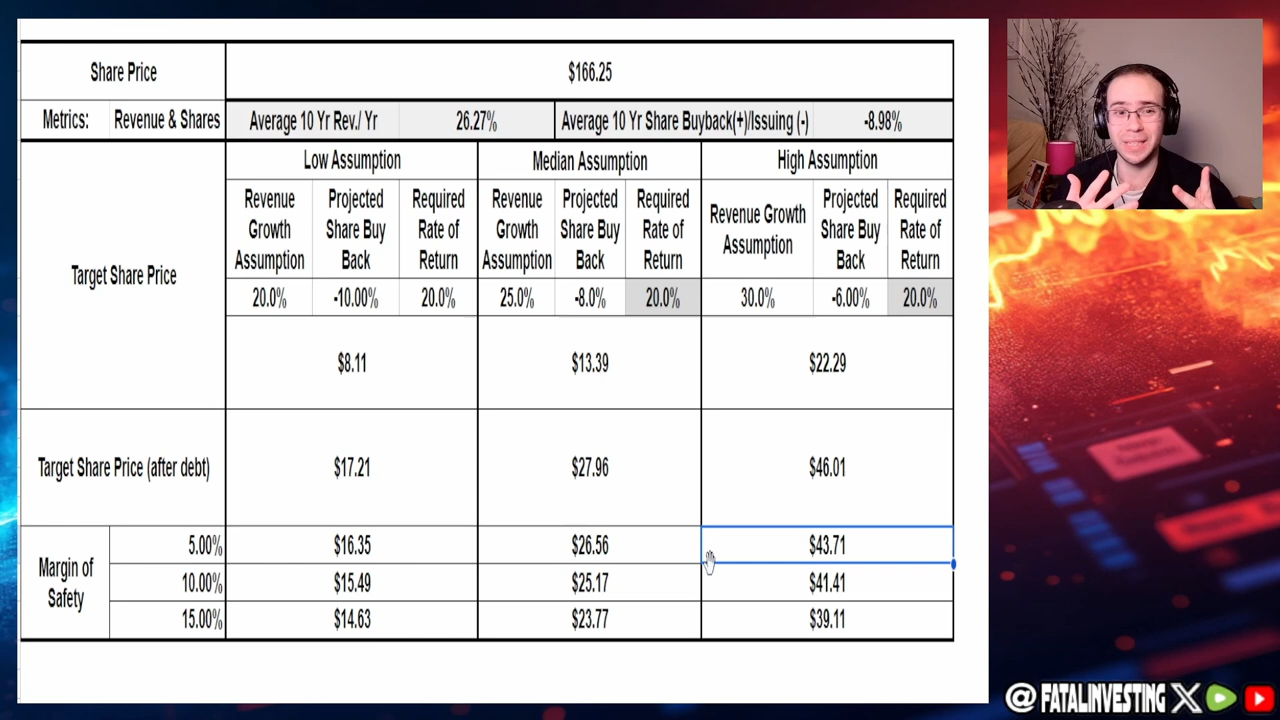 Share Price $166.25
Metrics: Revenue & Shares Average 10 Yr Rev./ Yr 26.27% Average 10 Yr Share Buyback(+)/Issuing (-) -8.98%
Target Share Price
Low Assumption Median Assumption High Assumption
Revenue Growth Assumption Projected Share Buy Back Required Rate of Return Revenue Growth Assumption Projected Share Buy Back Required Rate of Return Revenue Growth Assumption Projected Share Buy Back Required Rate of Return
20.0% -10.00% 20.0% 25.0% -8.0% 20.0% 30.0% -6.00% 20.0%
$8.11 $13.39 $22.29
Target Share Price (after debt) $17.21 $27.96 $46.01
Margin of Safety
5.00% $16.35 $26.56 $43.71
10.00% $15.49 $25.17 $41.41
15.00% $14.63 $23.77 $39.11
@FATALINVESTING X